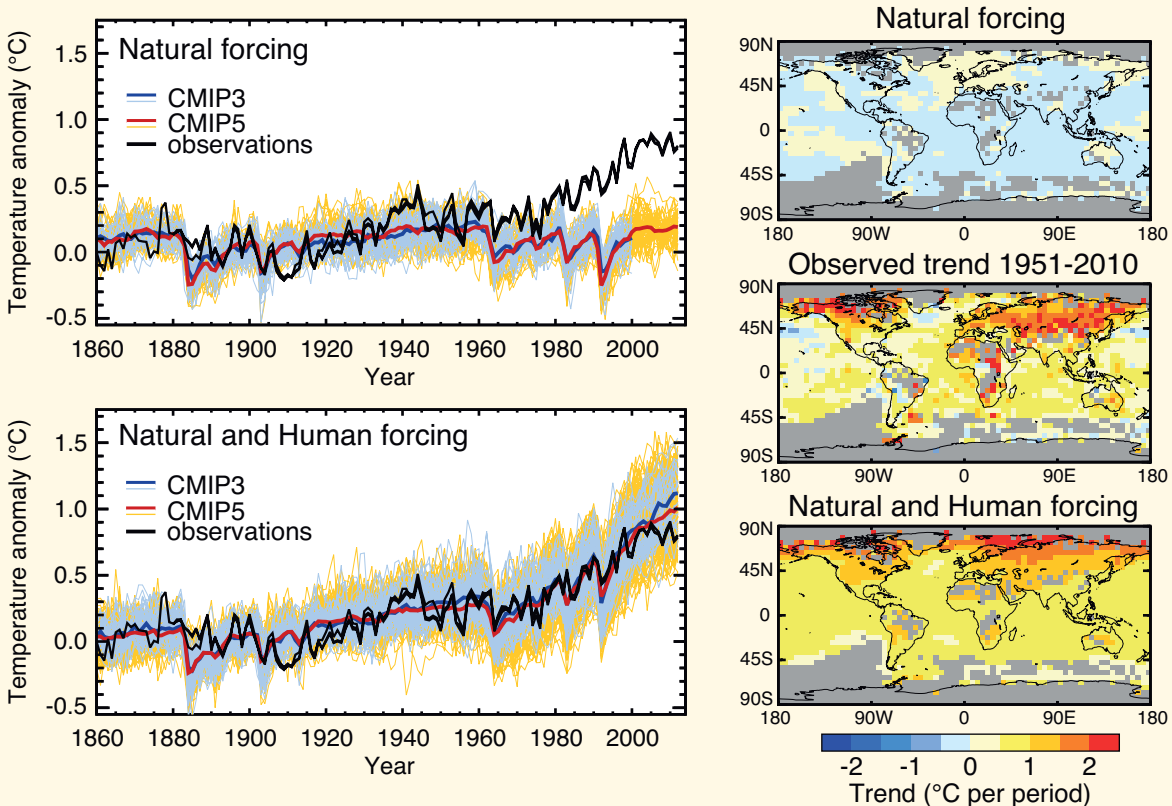 Natural forcing
Temperature anomaly (°C)
1.5
1.0
0.5
0.0
-0.5
CMIP3
CMIP5
observations
1860 1880 1900 1920 1940 1960 1980 2000
Year
Natural and Human forcing
Temperature anomaly (°C)
1.5
1.0
0.5
0.0
-0.5
CMIP3
CMIP5
observations
1860 1880 1900 1920 1940 1960 1980 2000
Year
Natural forcing
90N
45N
0
45S
90S
180 90W 0 90E 180
Observed trend 1951-2010
90N
45N
0
45S
90S
180 90W 0 90E 180
Natural and Human forcing
90N
45N
0
45S
90S
180 90W 0 90E 180
-2 -1 0 1 2
Trend (°C per period)